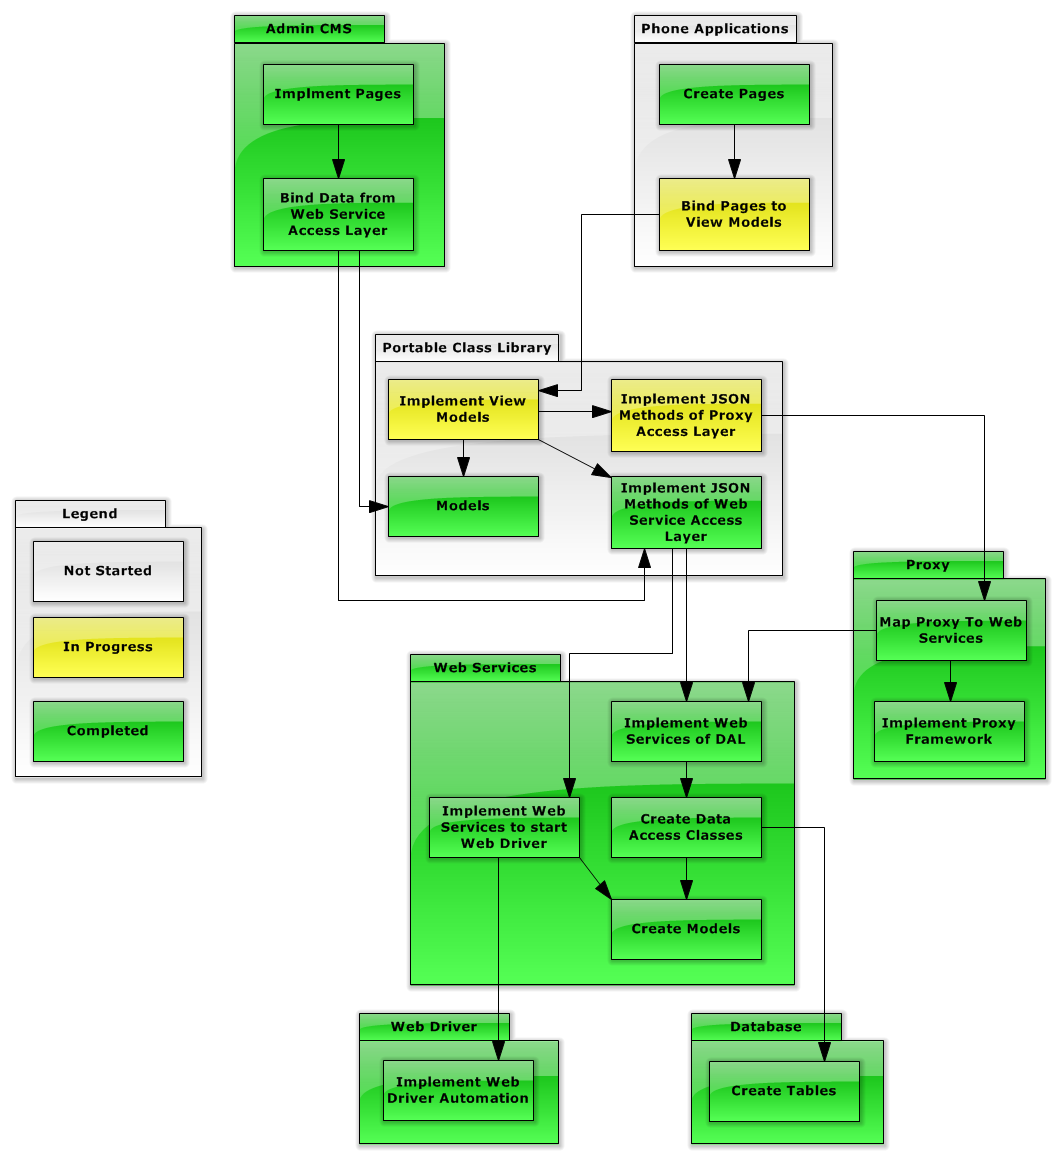 Admin CMS
Implment Pages
Bind Data from
Web Service
Access Layer
Phone Applications
Create Pages
Bind Pages to
View Models
Portable Class Library
Implement View
Models
Implement JSON
Methods of Proxy
Access Layer
Models
Implement JSON
Methods of Web
Service Access
Layer
Legend
Not Started
In Progress
Completed
Proxy
Map Proxy To Web
Services
Implement Proxy
Framework
Web Services
Implement Web
Services of DAL
Implement Web
Services to start
Web Driver
Create Data
Access Classes
Create Models
Web Driver
Implement Web
Driver Automation
Database
Create Tables